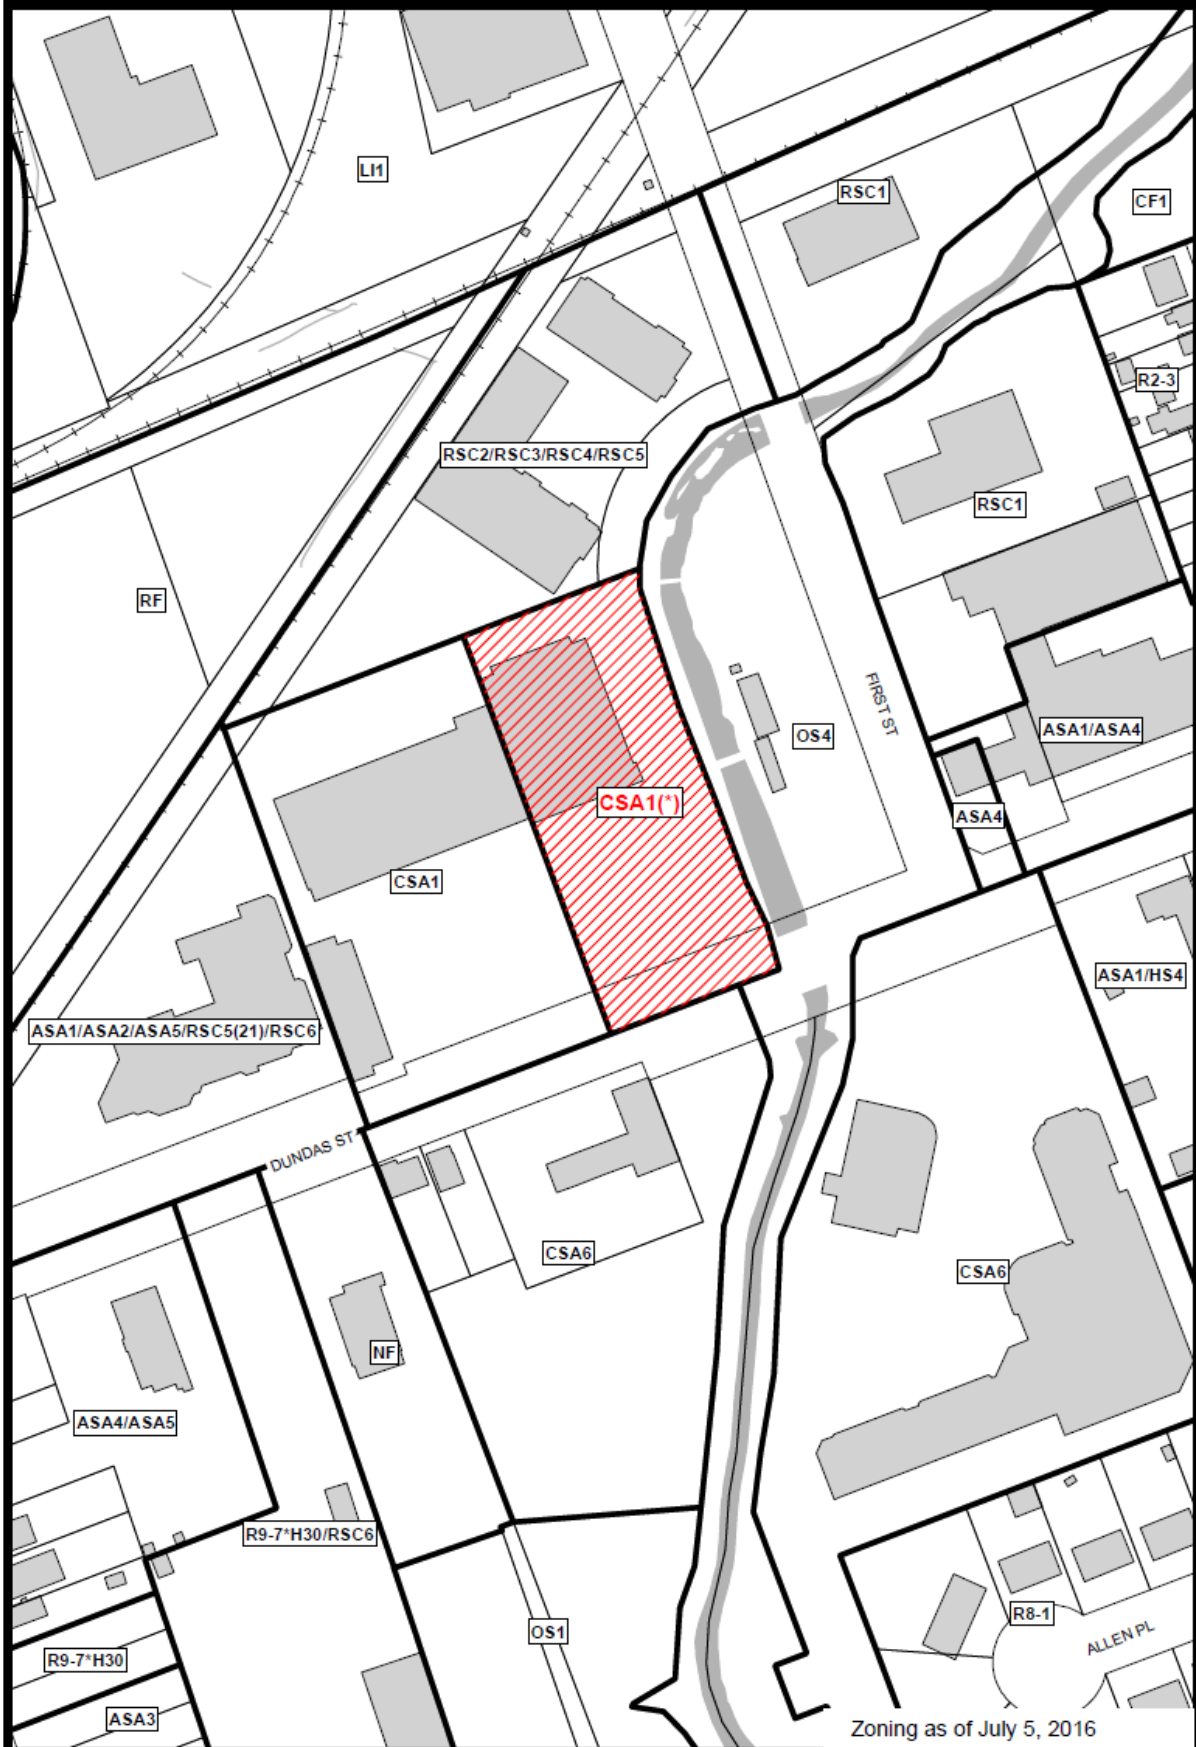 LI1
RSC1
CF1
R2-3
RSC2/RSC3/RSC4/RSC5
RSC1
RF
FIRST ST
OS4
ASA1/ASA4
CSA1(*)
ASA4
CSA1
ASA1/HS4
ASA1/ASA2/ASA5/RSC5(21)/RSC6
DUNDAS ST
CSA6
CSA6
NF
ASA4/ASA5
R9-7*H30/RSC6
R8-1
OS1
ALLEN PL
R9-7*H30
ASA3
Zoning as of July 5, 2016